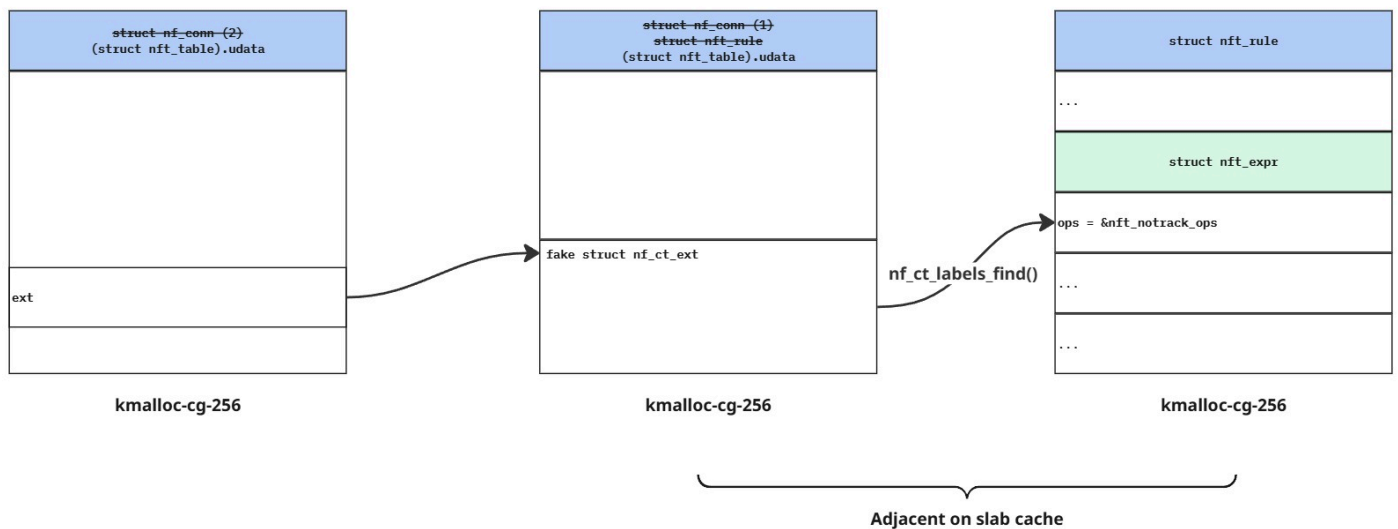 struct nf_conn (2)
(struct nft_table).udata
ext
kmalloc-cg-256
struct nf_conn (1)
struct nft_rule
(struct nft_table).udata
fake struct nf_ct_ext
kmalloc-cg-256
nf_ct_labels_find()
struct nft_rule
...
struct nft_expr
ops = &nft_notrack_ops
...
...
kmalloc-cg-256
Adjacent on slab cache